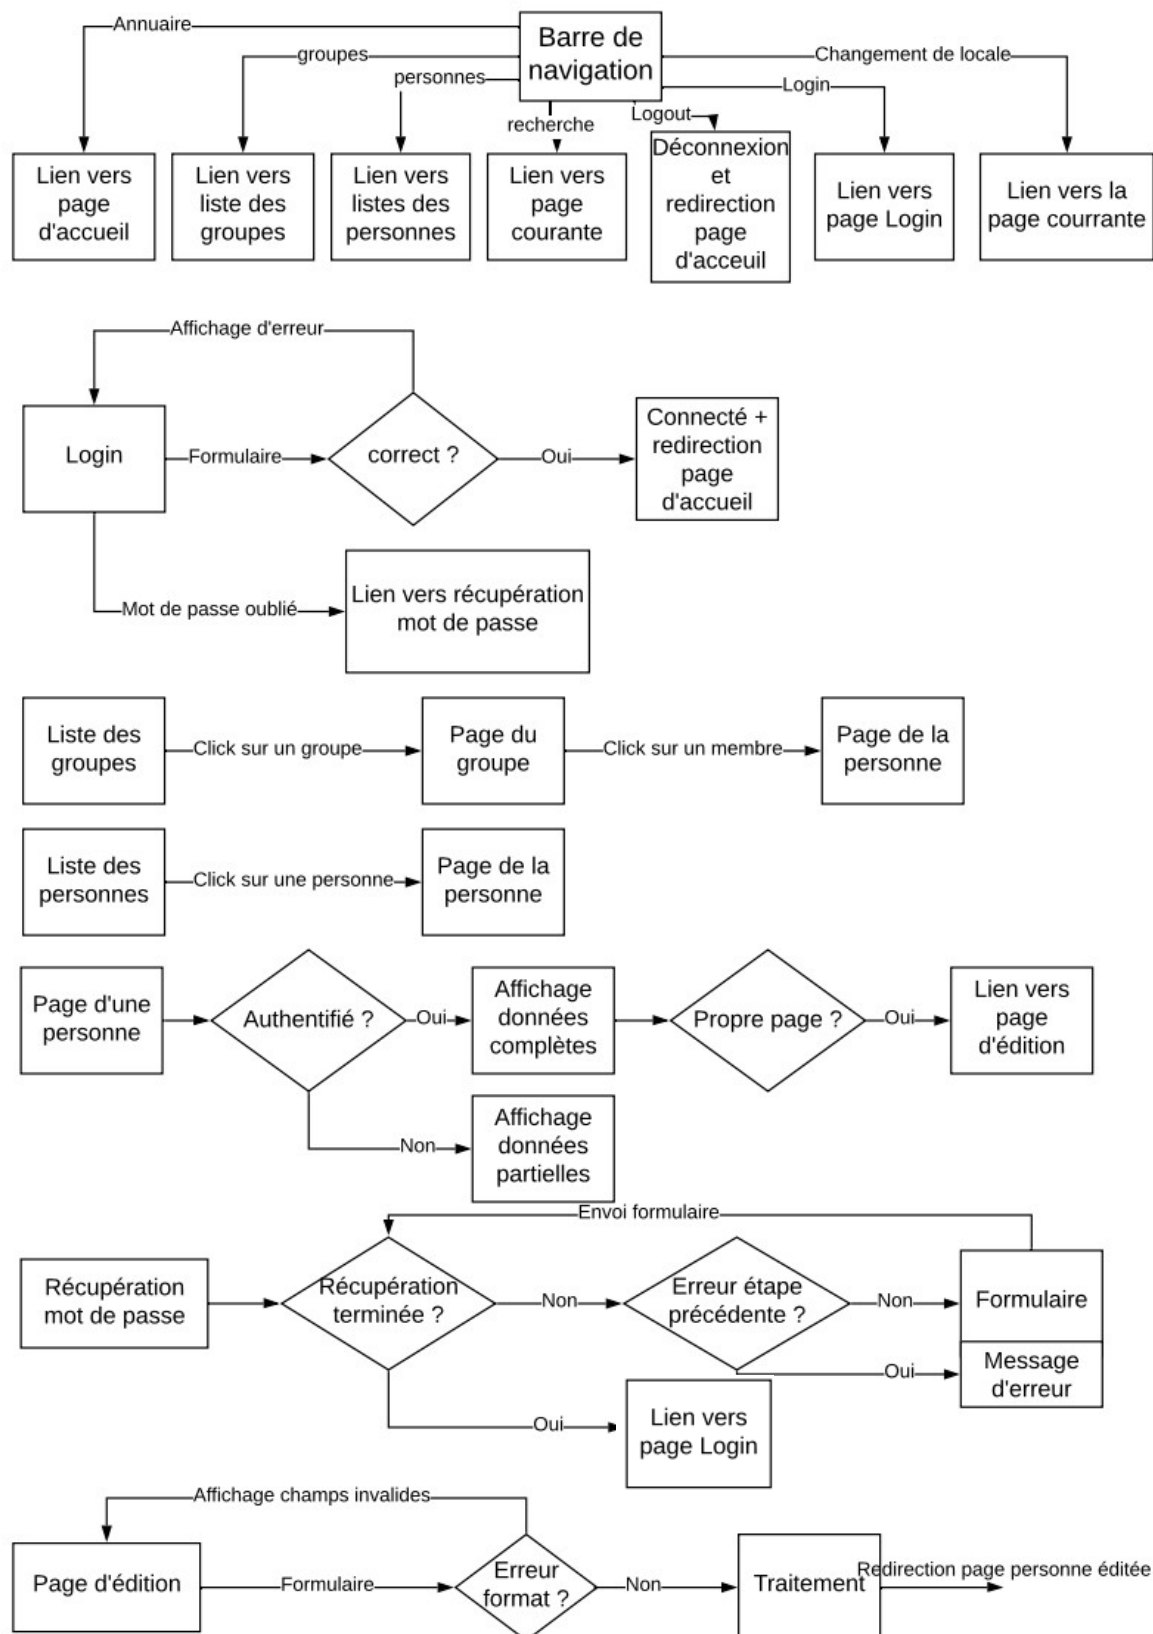 Annuaire
Barre de
navigation
groupes
Changement de locale
personnes
Login
recherche
Logout
Lien vers
page
d'accueil
Lien vers
liste des
groupes
Lien vers
listes des
personnes
Lien vers
page
courante
Déconnexion
et
redirection
page
d'acceuil
Lien vers
page Login
Lien vers la
page courrante
Affichage d'erreur
Login
Formulaire
correct ?
Oui
Connecté +
redirection
page
d'accueil
Mot de passe oublié
Lien vers récupération
mot de passe
Liste des
groupes
Click sur un groupe
Page du
groupe
Click sur un membre
Page de la
personne
Liste des
personnes
Click sur une personne
Page de la
personne
Page d'une
personne
Authentifié ?
Oui
Affichage
données
complètes
Propre page ?
Oui
Lien vers
page
d'édition
Non
Affichage
données
partielles
Envoi formulaire
Récupération
mot de passe
Récupération
terminée ?
Non
Erreur étape
précédente ?
Non
Formulaire
Oui
Message
d'erreur
Oui
Lien vers
page Login
Affichage champs invalides
Page d'édition
Formulaire
Erreur
format ?
Non
Traitement
Redirection page personne éditée